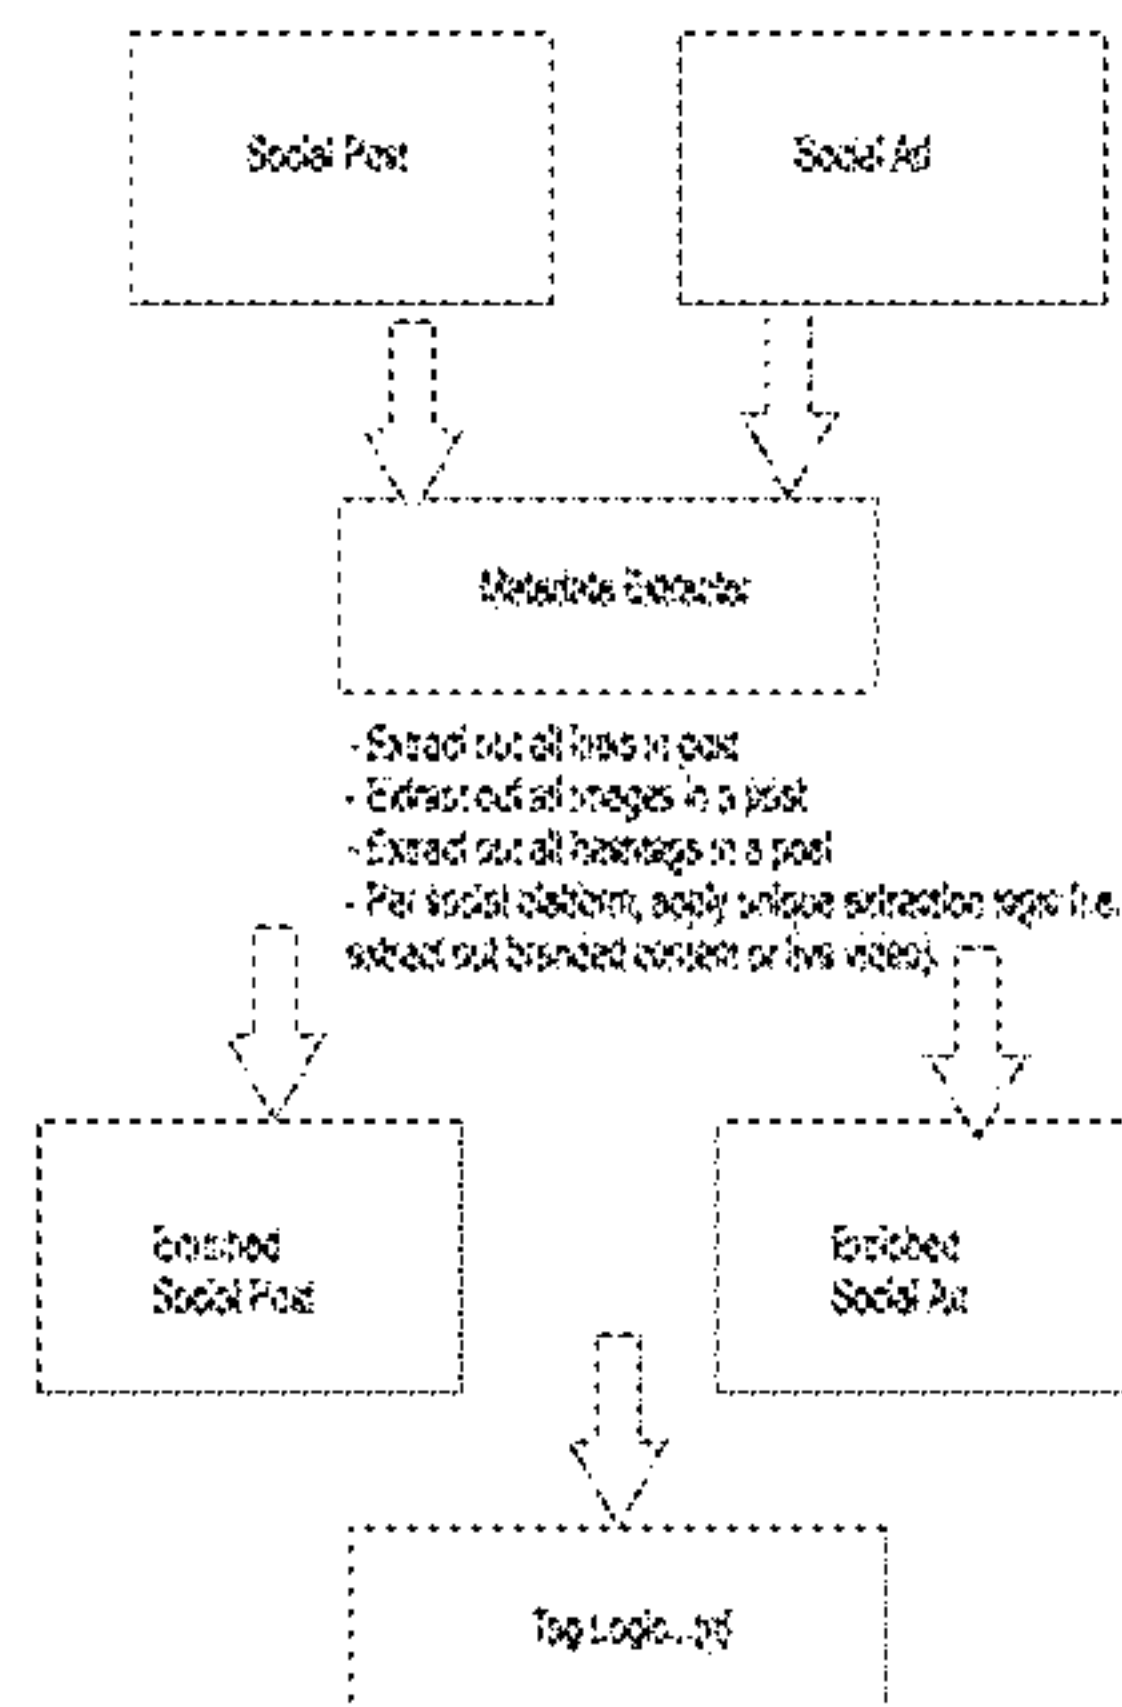 Social Post
Social Ad
Extractor
- Extract out all links in post
- Extract out all images in a post
- Extract out all hashtags in a post
- Per social platform, apply unique extraction logic (i.e.
extract out branded content or live video).
Enriched
Social Post
Enriched
Social Ad
Tag Logic